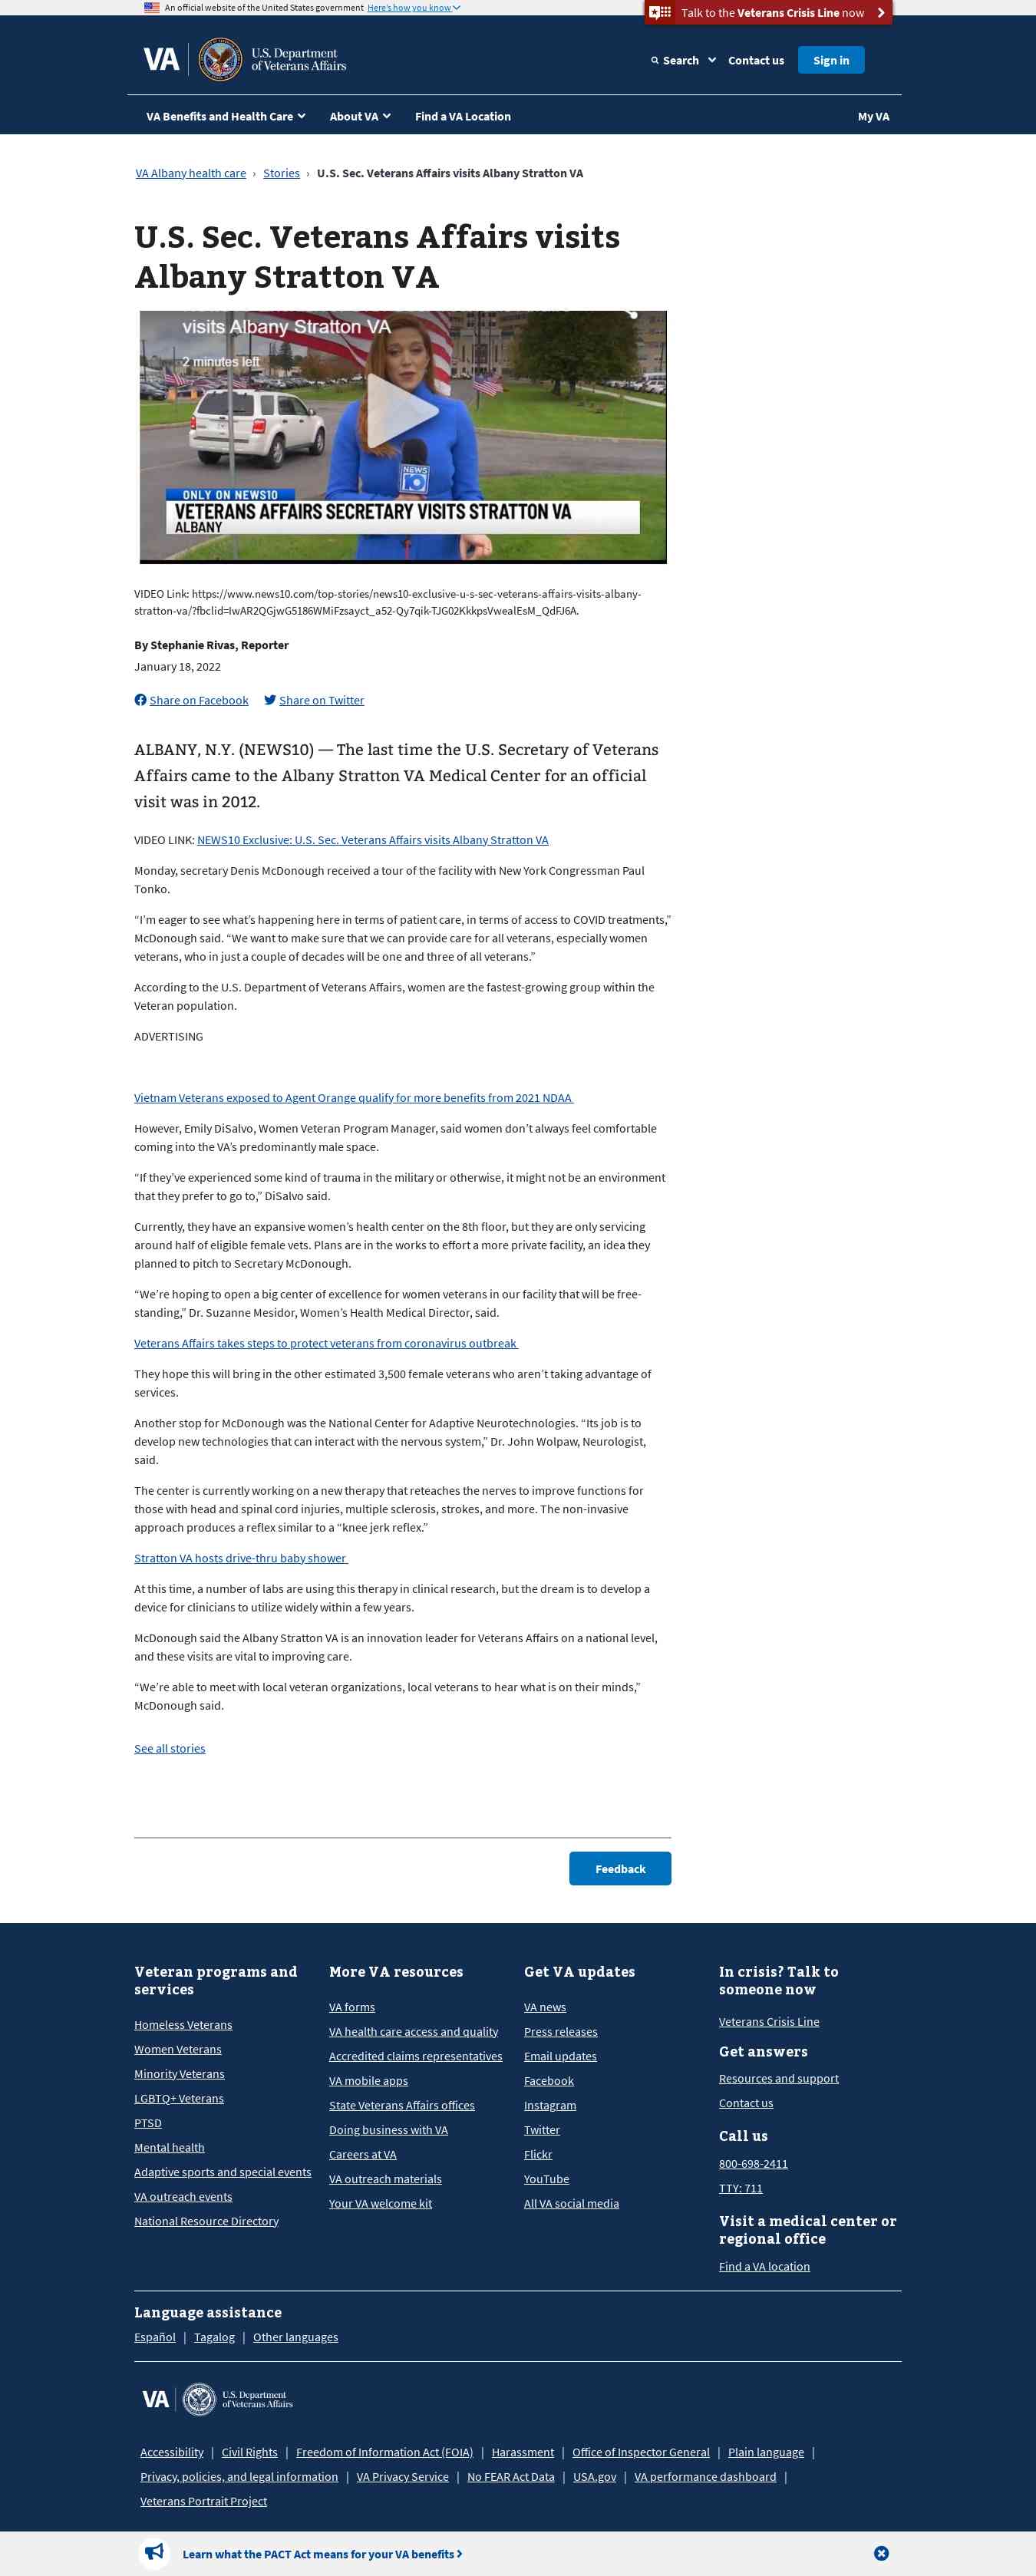 An official website of the United States government Here's how you know
Talk to the Veterans Crisis Line now
VA
U.S. Department
of Veterans Affairs
Search
Contact us
Sign in
VA Benefits and Health Care
About VA
Find a VA Location
My VA
VA Albany health care › Stories › U.S. Sec. Veterans Affairs visits Albany Stratton VA
U.S. Sec. Veterans Affairs visits
Albany Stratton VA
visits Albany Stratton VA
2 minutes left
NEWS
10
ONLY ON NEWS10
VETERANS AFFAIRS SECRETARY VISITS STRATTON VA
ALBANY
VIDEO Link: https://www.news10.com/top-stories/news10-exclusive-u-s-sec-veterans-affairs-visits-albany-
stratton-va/?fbclid=IwAR2QGjwG5186WMiFzsayct_a52-Qy7qik-TJG02KkkpsVwealEsM_QdFJ6A.
By Stephanie Rivas, Reporter
January 18, 2022
Share on Facebook
Share on Twitter
ALBANY, N.Y. (NEWS10) — The last time the U.S. Secretary of Veterans
Affairs came to the Albany Stratton VA Medical Center for an official
visit was in 2012.
VIDEO LINK: NEWS10 Exclusive: U.S. Sec. Veterans Affairs visits Albany Stratton VA
Monday, secretary Denis McDonough received a tour of the facility with New York Congressman Paul
Tonko.
“I’m eager to see what’s happening here in terms of patient care, in terms of access to COVID treatments,”
McDonough said. “We want to make sure that we can provide care for all veterans, especially women
veterans, who in just a couple of decades will be one and three of all veterans.”
According to the U.S. Department of Veterans Affairs, women are the fastest-growing group within the
Veteran population.
ADVERTISING
Vietnam Veterans exposed to Agent Orange qualify for more benefits from 2021 NDAA
However, Emily DiSalvo, Women Veteran Program Manager, said women don’t always feel comfortable
coming into the VA’s predominantly male space.
“If they’ve experienced some kind of trauma in the military or otherwise, it might not be an environment
that they prefer to go to,” DiSalvo said.
Currently, they have an expansive women’s health center on the 8th floor, but they are only servicing
around half of eligible female vets. Plans are in the works to effort a more private facility, an idea they
planned to pitch to Secretary McDonough.
“We’re hoping to open a big center of excellence for women veterans in our facility that will be free-
standing,” Dr. Suzanne Mesidor, Women’s Health Medical Director, said.
Veterans Affairs takes steps to protect veterans from coronavirus outbreak
They hope this will bring in the other estimated 3,500 female veterans who aren’t taking advantage of
services.
Another stop for McDonough was the National Center for Adaptive Neurotechnologies. “Its job is to
develop new technologies that can interact with the nervous system,” Dr. John Wolpaw, Neurologist,
said.
The center is currently working on a new therapy that reteaches the nerves to improve functions for
those with head and spinal cord injuries, multiple sclerosis, strokes, and more. The non-invasive
approach produces a reflex similar to a “knee jerk reflex.”
Stratton VA hosts drive-thru baby shower
At this time, a number of labs are using this therapy in clinical research, but the dream is to develop a
device for clinicians to utilize widely within a few years.
McDonough said the Albany Stratton VA is an innovation leader for Veterans Affairs on a national level,
and these visits are vital to improving care.
“We’re able to meet with local veteran organizations, local veterans to hear what is on their minds,”
McDonough said.
See all stories
Feedback
Veteran programs and
services
Homeless Veterans
Women Veterans
Minority Veterans
LGBTQ+ Veterans
PTSD
Mental health
Adaptive sports and special events
VA outreach events
National Resource Directory
More VA resources
VA forms
VA health care access and quality
Accredited claims representatives
VA mobile apps
State Veterans Affairs offices
Doing business with VA
Careers at VA
VA outreach materials
Your VA welcome kit
Get VA updates
VA news
Press releases
Email updates
Facebook
Instagram
Twitter
Flickr
YouTube
All VA social media
In crisis? Talk to
someone now
Veterans Crisis Line
Get answers
Resources and support
Contact us
Call us
800-698-2411
TTY: 711
Visit a medical center or
regional office
Find a VA location
Language assistance
Español | Tagalog | Other languages
VA
U.S. Department
of Veterans Affairs
Accessibility | Civil Rights | Freedom of Information Act (FOIA) | Harassment | Office of Inspector General | Plain language |
Privacy, policies, and legal information | VA Privacy Service | No FEAR Act Data | USA.gov | VA performance dashboard |
Veterans Portrait Project
Learn what the PACT Act means for your VA benefits